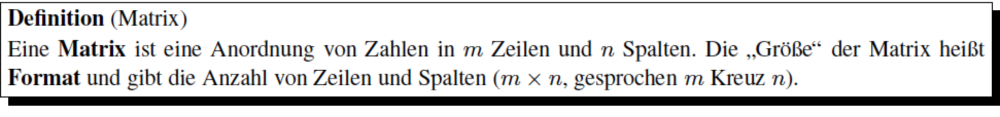 Definition (Matrix)
Eine Matrix ist eine Anordnung von Zahlen in m Zeilen und n Spalten. Die „Größe“ der Matrix heißt
Format und gibt die Anzahl von Zeilen und Spalten (m × n, gesprochen m Kreuz n).